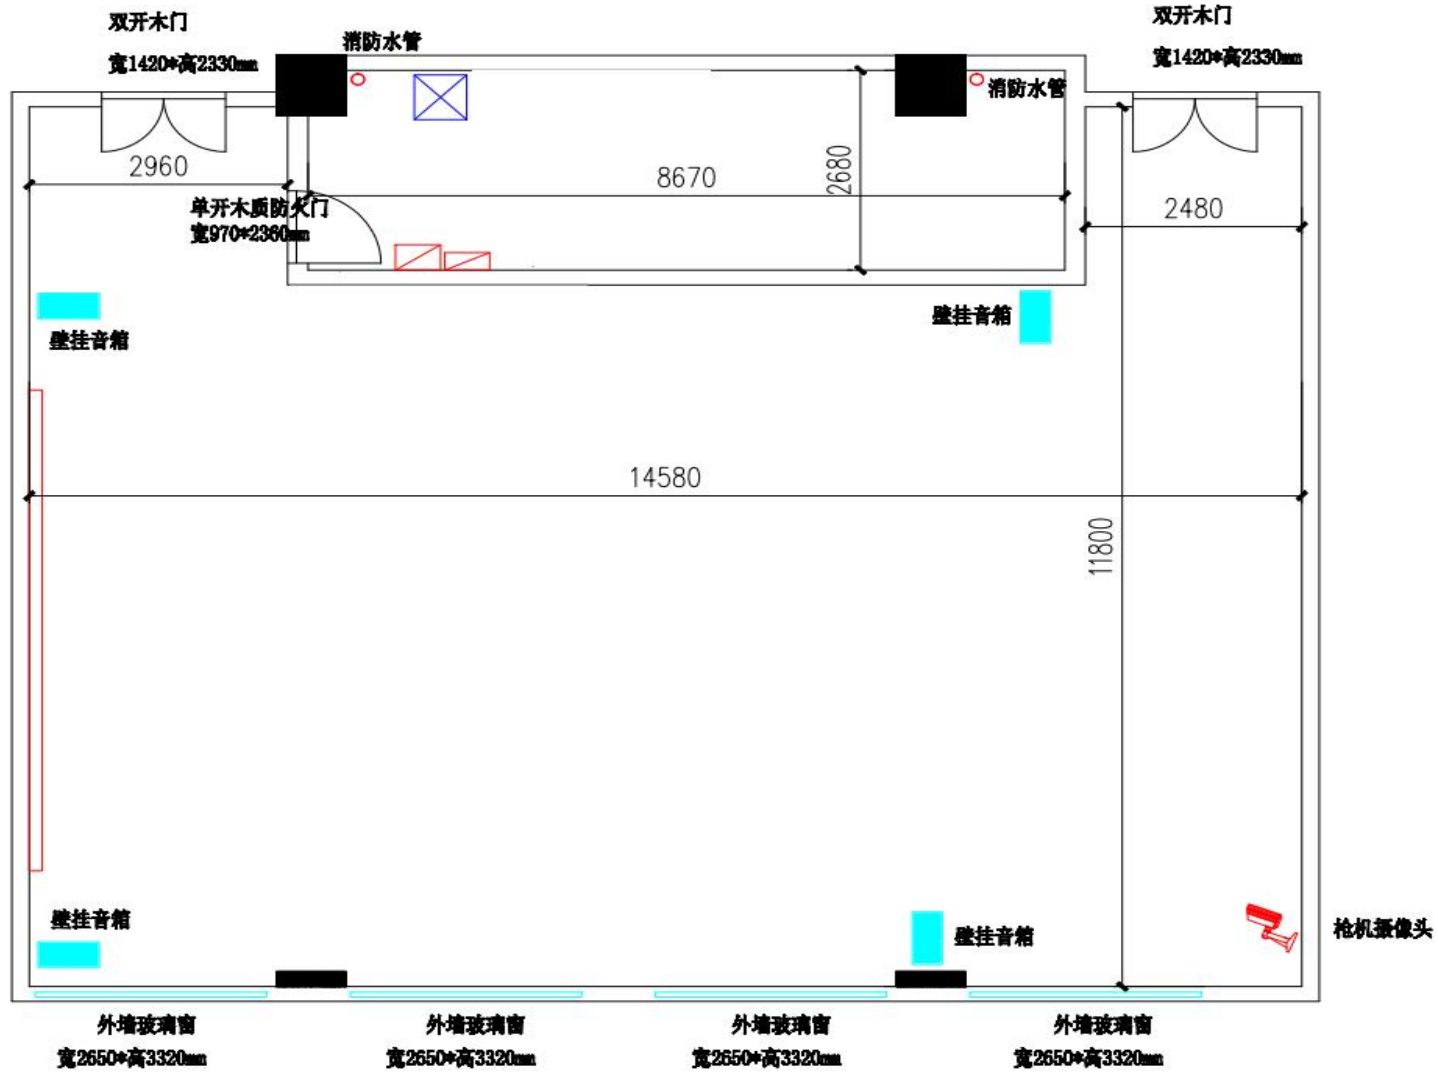 双开木门
宽1420*高2330mm
消防水管
双开木门
宽1420*高2330mm
消防水管
2960
8670
2680
2480
单开木质防火门
宽970*2360mm
壁挂音箱
壁挂音箱
14580
11800
壁挂音箱
壁挂音箱
枪机摄像头
外墙玻璃窗
宽2650*高3320mm
外墙玻璃窗
宽2650*高3320mm
外墙玻璃窗
宽2650*高3320mm
外墙玻璃窗
宽2650*高3320mm